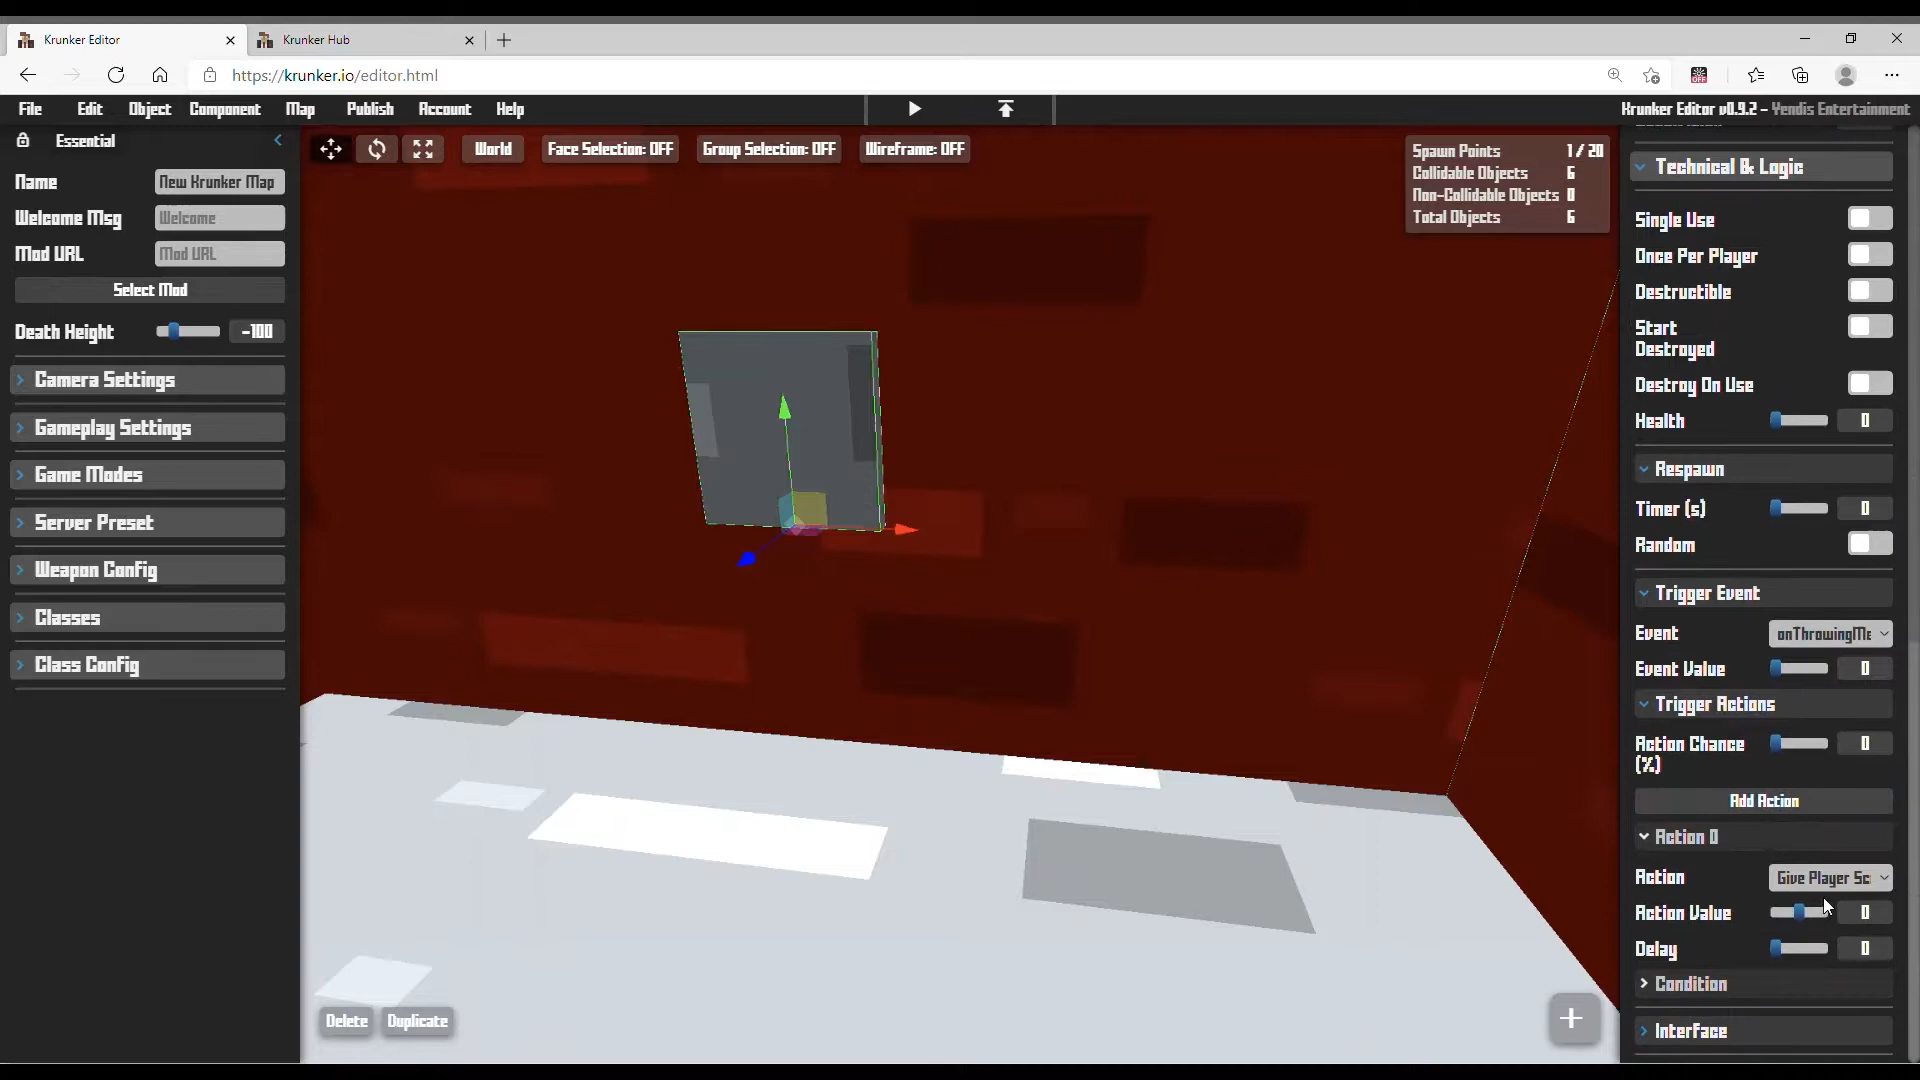 Krunker Editor
Krunker Hub
https://krunker.io/editor.html
OFF
File Edit Object Component Map Publish Account Help
Krunker Editor v0.9.2 - Yendis Entertainment
Essential
Name New Krunker Map
Welcome Msg Welcome
Mod URL Mod URL
Select Mod
Death Height -100
Camera Settings
Gameplay Settings
Game Modes
Server Preset
Weapon Config
Classes
Class Config
World Face Selection: OFF Group Selection: OFF Wireframe: OFF
Spawn Points 1 / 20
Collidable Objects 6
Non-Collidable Objects 0
Total Objects 6
Delete Duplicate
Technical & Logic
Single Use
Once Per Player
Destructible
Start
Destroyed
Destroy On Use
Health 0
Respawn
Timer (s) 0
Random
Trigger Event
Event onThrowingMe
Event Value 0
Trigger Actions
Action Chance 0
(%)
Add Action
Action 0
Action Give Player Sc
Action Value 0
Delay 0
Condition
Interface